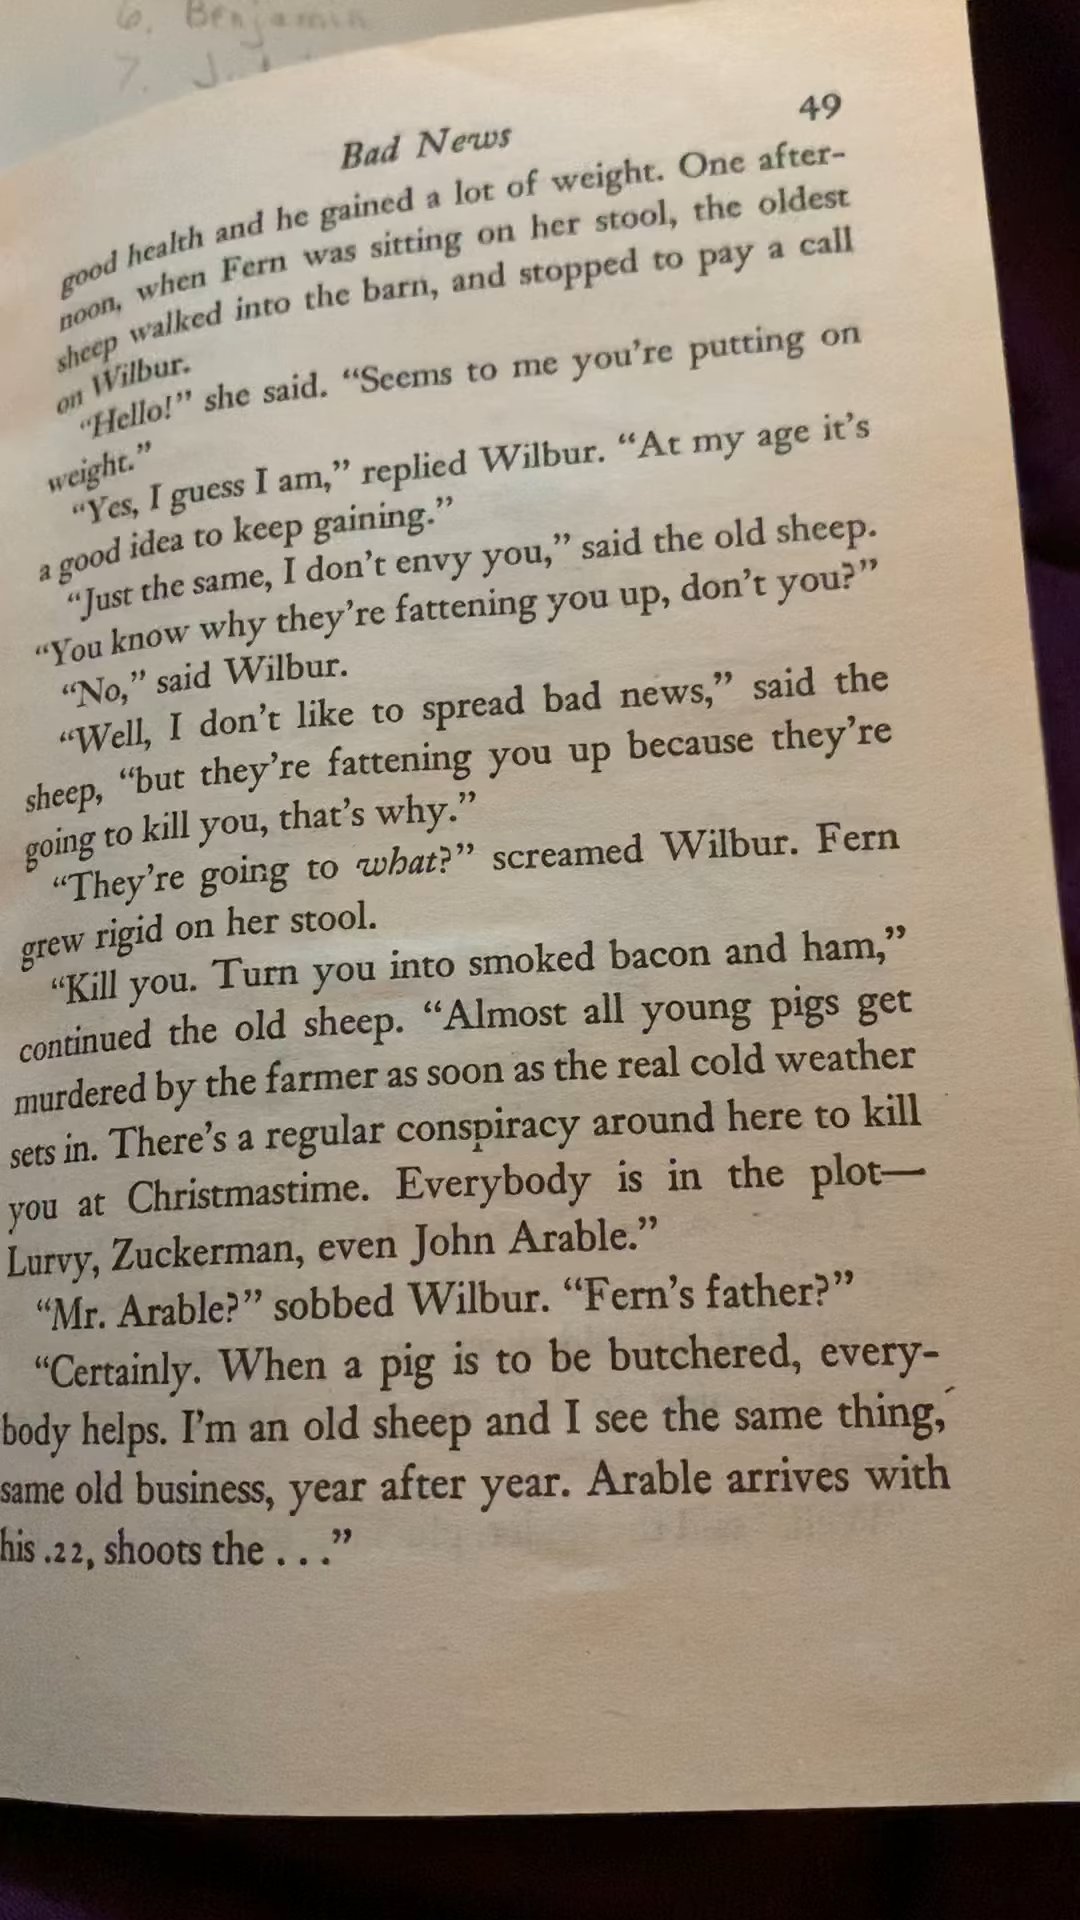 6. Benjamin
7. J
Bad News 49
good health and he gained a lot of weight. One after-
noon, when Fern was sitting on her stool, the oldest
sheep walked into the barn, and stopped to pay a call
on Wilbur.
“Hello!” she said. “Seems to me you’re putting on
weight.”
“Yes, I guess I am,” replied Wilbur. “At my age it’s
a good idea to keep gaining.”
“Just the same, I don’t envy you,” said the old sheep.
“You know why they’re fattening you up, don’t you?”
“No,” said Wilbur.
“Well, I don’t like to spread bad news,” said the
sheep, “but they’re fattening you up because they’re
going to kill you, that’s why.”
“They’re going to what?” screamed Wilbur. Fern
grew rigid on her stool.
“Kill you. Turn you into smoked bacon and ham,”
continued the old sheep. “Almost all young pigs get
murdered by the farmer as soon as the real cold weather
sets in. There’s a regular conspiracy around here to kill
you at Christmastime. Everybody is in the plot—
Lurvy, Zuckerman, even John Arable.”
“Mr. Arable?” sobbed Wilbur. “Fern’s father?”
“Certainly. When a pig is to be butchered, every-
body helps. I’m an old sheep and I see the same thing,
same old business, year after year. Arable arrives with
his .22, shoots the . . .”